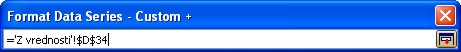 Format Data Series - Custom +
='Z vrednosti'!$D$34